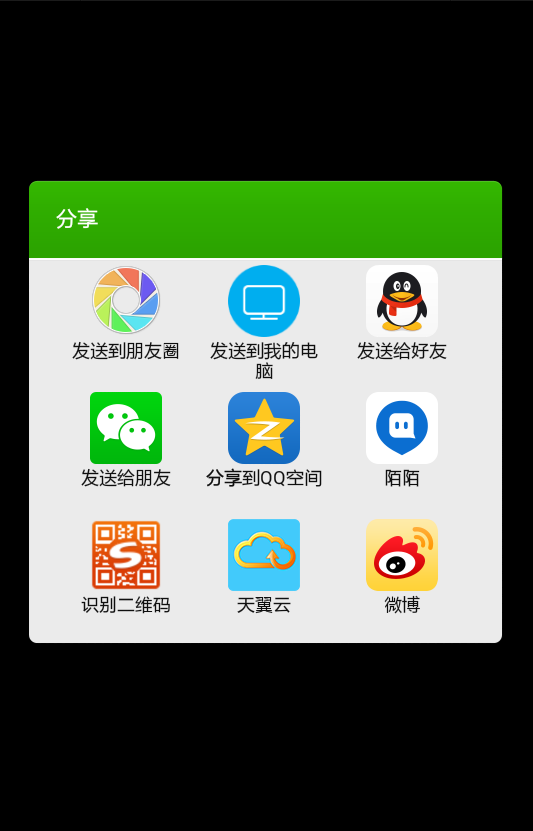 分享
发送到朋友圈
发送到我的电
脑
发送给好友
发送给朋友
分享到QQ空间
陌陌
识别二维码
天翼云
微博